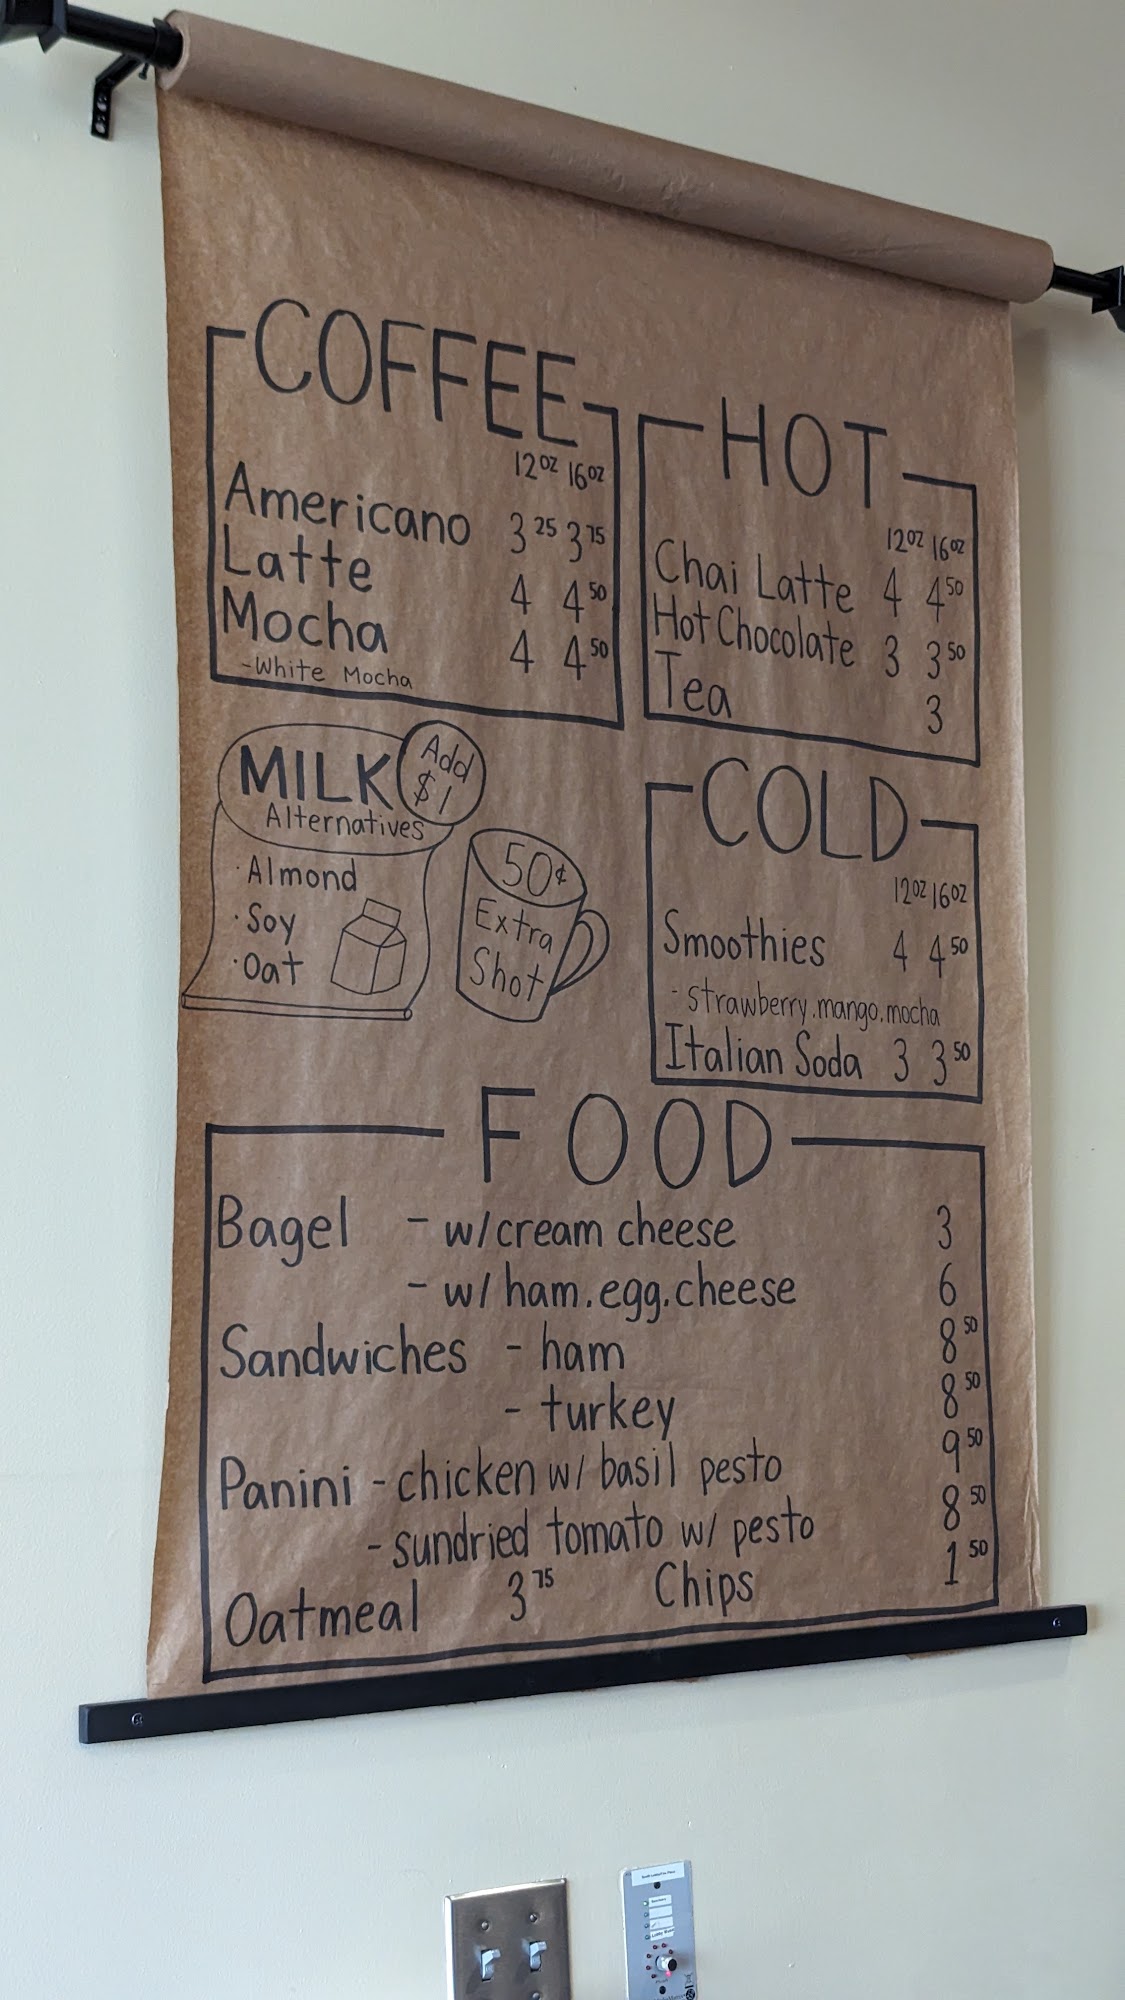 COFFEE
12oz 16oz
Americano 3 25 3 75
Latte 4 4 50
Mocha 4 4 50
-White Mocha
HOT
12oz 16oz
Chai Latte 4 4 50
Hot Chocolate 3 3 50
Tea 3
MILK
Alternatives
Add
$1
·Almond
·Soy
·Oat
50¢
Extra
Shot
COLD
12oz 16oz
Smoothies 4 4 50
- strawberry.mango.mocha
Italian Soda 3 3 50
FOOD
Bagel - w/cream cheese 3
- w/ ham.egg.cheese 6
Sandwiches - ham 8 50
- turkey 8 50
Panini - chicken w/ basil pesto 9 50
- sundried tomato w/ pesto 8 50
Oatmeal 3 75 Chips 1 50